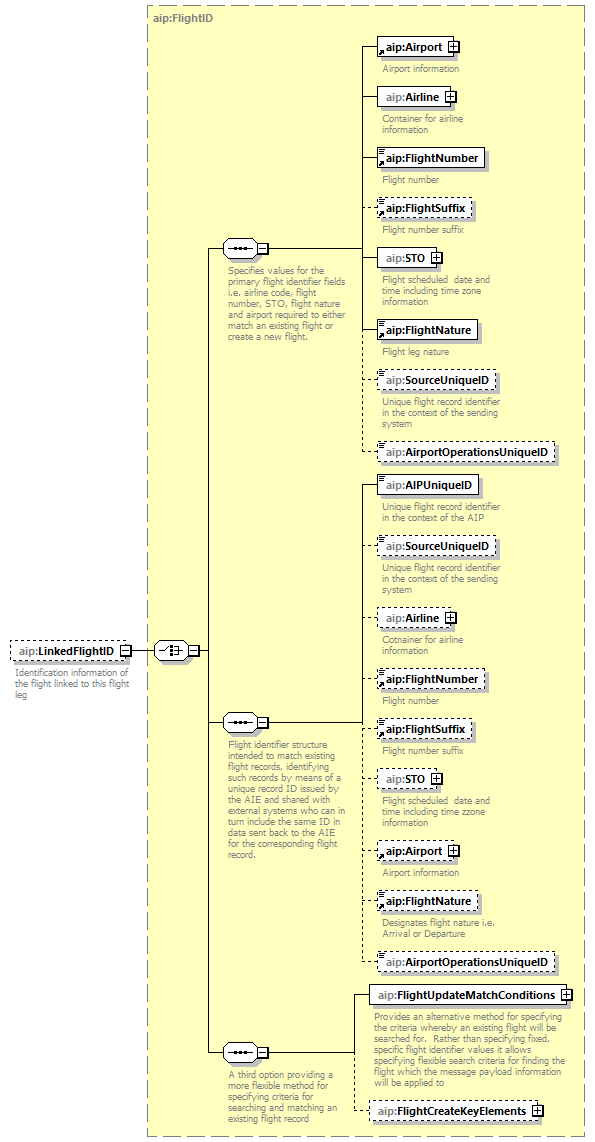 aip:FlightID
aip:Airport
Airport information
aip:Airline
Container for airline
information
aip:FlightNumber
Flight number
aip:FlightSuffix
Flight number suffix
Specifies values for the
primary flight identifier fields
i.e. airline code, flight
number, STO, flight nature
and airport required to either
match an existing flight or
create a new flight.
aip:STO
Flight scheduled  date and
time including time zone
information
aip:FlightNature
Flight leg nature
aip:SourceUniqueID
Unique flight record identifier
in the context of the sending
system
aip:AirportOperationsUniqueID
aip:LinkedFlightID
Identification information of
the flight linked to this flight
leg
aip:AIPUniqueID
Unique flight record identifier
in the context of the AIP
aip:SourceUniqueID
Unique flight record identifier
in the context of the sending
system
aip:Airline
Cotnainer for airline
information
aip:FlightNumber
Flight number
aip:FlightSuffix
Flight number suffix
Flight identifier structure
intended to match existing
flight records, identifying
such records by means of a
unique record ID issued by
the AIE and shared with
external systems who can in
turn include the same ID in
data sent back to the AIE
for the corresponding flight
record.
aip:STO
Flight scheduled  date and
time including time zzone
information
aip:Airport
Airport information
aip:FlightNature
Designates flight nature i.e.
Arrival or Departure
aip:AirportOperationsUniqueID
aip:FlightUpdateMatchConditions
Provides an alternative method for specifying
the criteria whereby an existing flight will be
searched for.  Rather than specifying fixed,
specific flight identifier values it allows
specifying flexible search criteria for finding the
flight which the message payload information
will be applied to
A third option providing a
more flexible method for
specifying criteria for
searching and matching an
existing flight record
aip:FlightCreateKeyElements